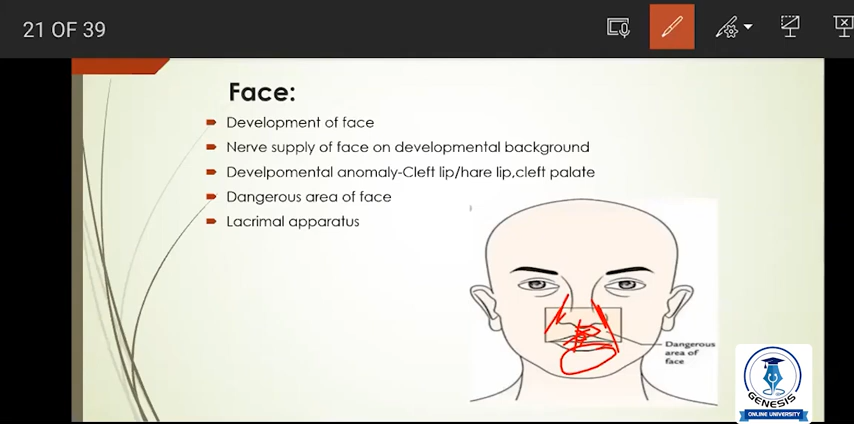 21 OF 39
Face:
Development of face
Nerve supply of face on developmental background
Develpomental anomaly-Cleft lip/hare lip,cleft palate
Dangerous area of face
Lacrimal apparatus
Dangerous
area of
face
GENESIS
ONLINE UNIVERSITY